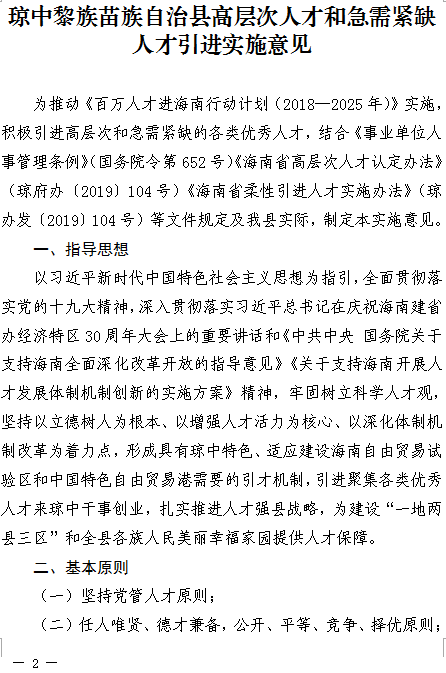 琼中黎族苗族自治县高层次人才和急需紧缺
人才引进实施意见
为推动《百万人才进海南行动计划（2018—2025年）》实施，
积极引进高层次和急需紧缺的各类优秀人才，结合《事业单位人
事管理条例》（国务院令第652号）《海南省高层次人才认定办法》
（琼府办〔2019〕104号）《海南省柔性引进人才实施办法》（琼
办发〔2019〕104号）等文件规定及我县实际，制定本实施意见。
一、指导思想
以习近平新时代中国特色社会主义思想为指引，全面贯彻落
实党的十九大精神，深入贯彻落实习近平总书记在庆祝海南建省
办经济特区30周年大会上的重要讲话和《中共中央 国务院关于
支持海南全面深化改革开放的指导意见》《关于支持海南开展人
才发展体制机制创新的实施方案》精神，牢固树立科学人才观，
坚持以立德树人为根本、以增强人才活力为核心、以深化体制机
制改革为着力点，形成具有琼中特色、适应建设海南自由贸易试
验区和中国特色自由贸易港需要的引才机制，引进聚集各类优秀
人才来琼中干事创业，扎实推进人才强县战略，为建设“一地两
县三区”和全县各族人民美丽幸福家园提供人才保障。
二、基本原则
（一）坚持党管人才原则；
（二）任人唯贤、德才兼备，公开、平等、竞争、择优原则；
— 2 —